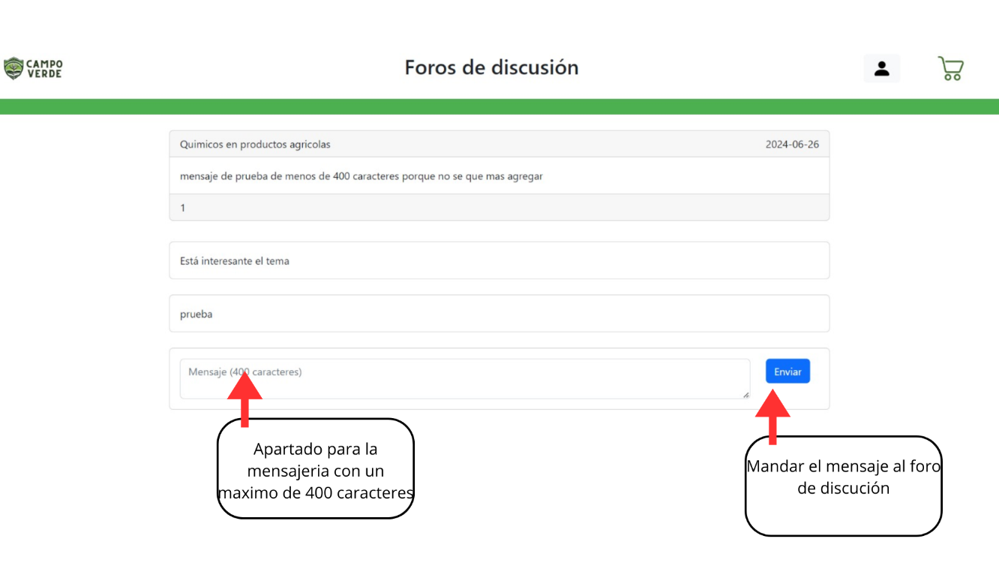 CAMPO
VERDE
Foros de discusión
Quimicos en productos agricolas 2024-06-26
mensaje de prueba de menos de 400 caracteres porque no se que mas agregar
1
Está interesante el tema
prueba
Mensaje (400 caracteres)
Enviar
Apartado para la
mensajeria con un
maximo de 400 caracteres
Mandar el mensaje al foro
de discución